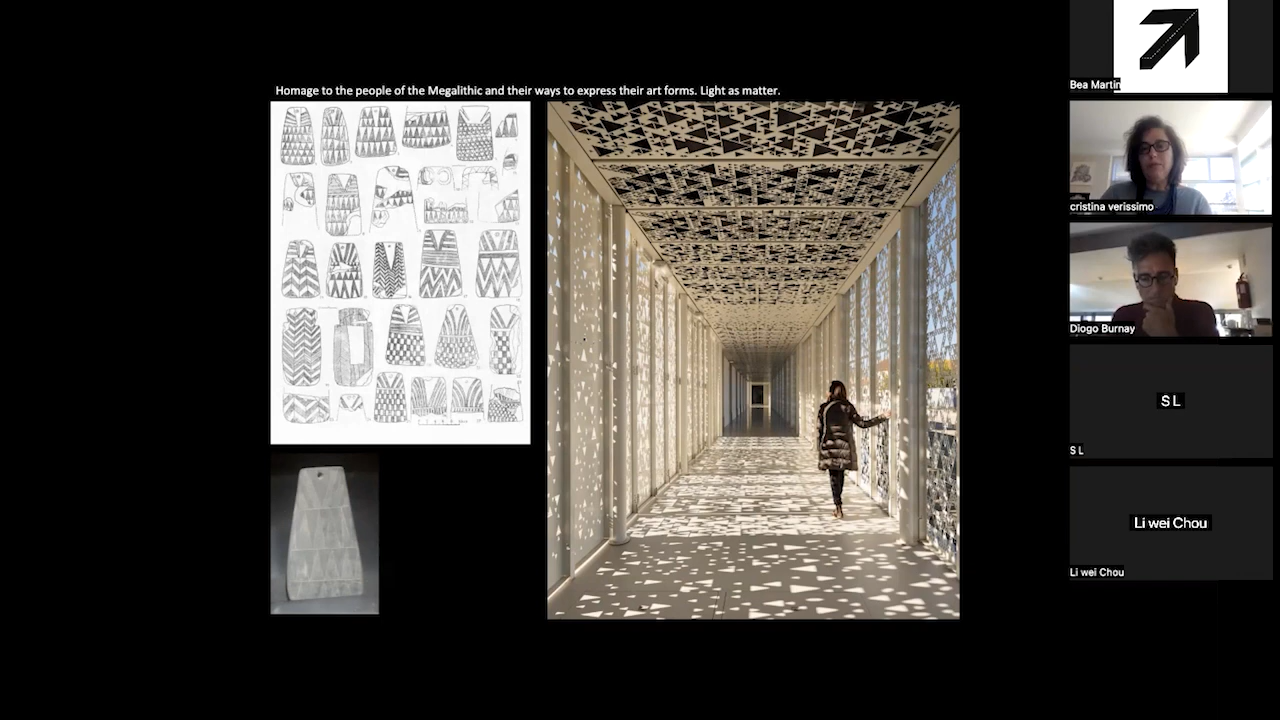 Homage to the people of the Megalithic and their ways to express their art forms. Light as matter.
Bea Martin
cristina verissimo
Diogo Burnay
S L
S L
Li wei Chou
Li wei Chou